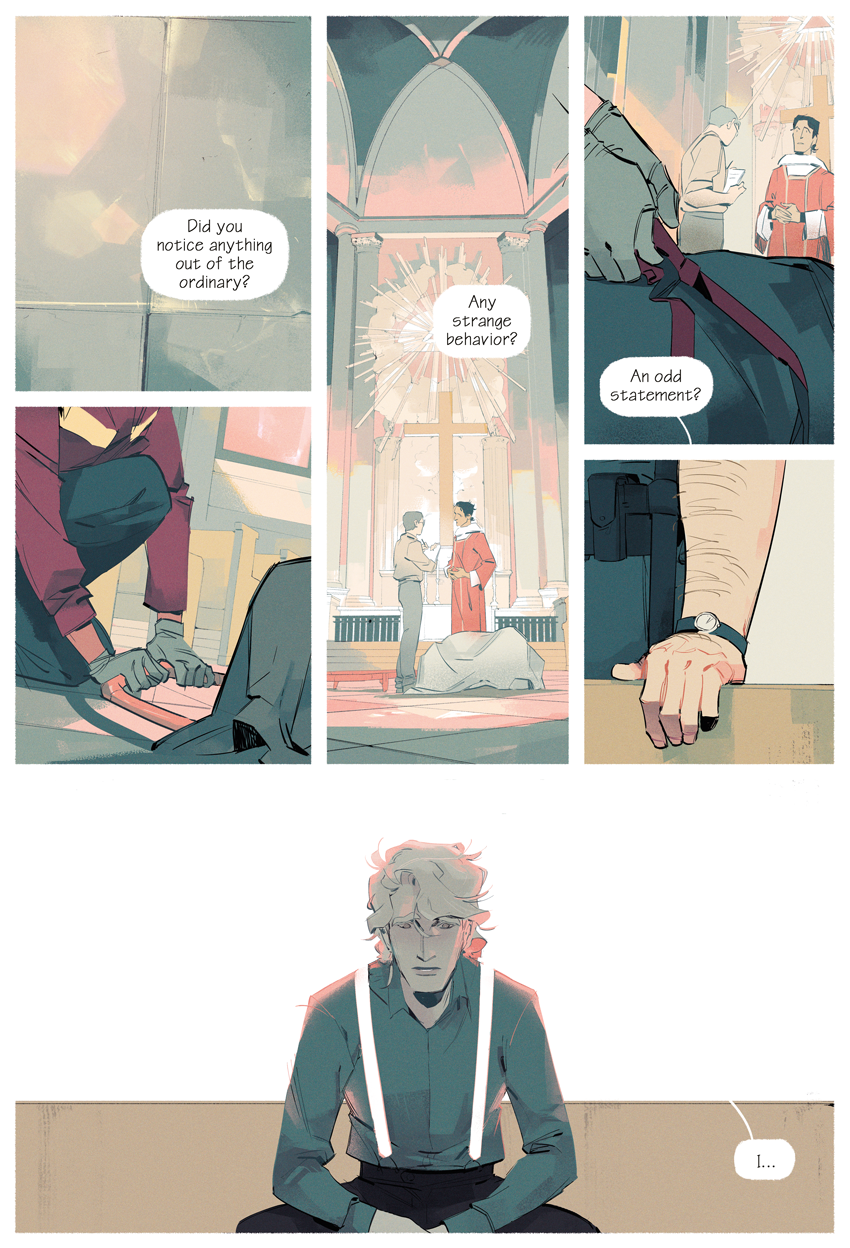 Did you
notice anything
out of the
ordinary?
Any
strange
behavior?
An odd
statement?
I...